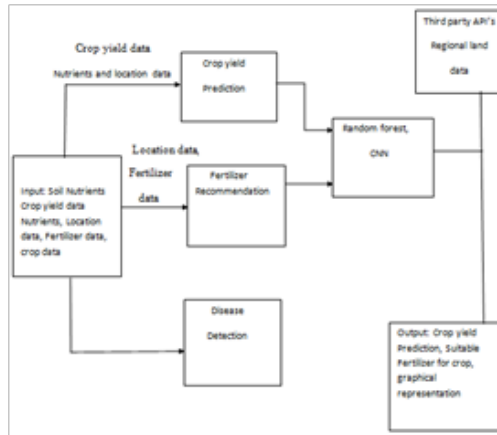 Third party API's
Regional land
data
Crop yield data
Nutrients and location data
Crop yield
Prediction
Random forest,
CNN
Location data,
Fertilizer
data
Fertilizer
Recommendation
Input: Soil Nutrients
Crop yield data
Nutrients, Location
data, Fertilizer data,
crop data
Disease
Detection
Output: Crop yield
Prediction, Suitable
Fertilizer for crop,
graphical
representation